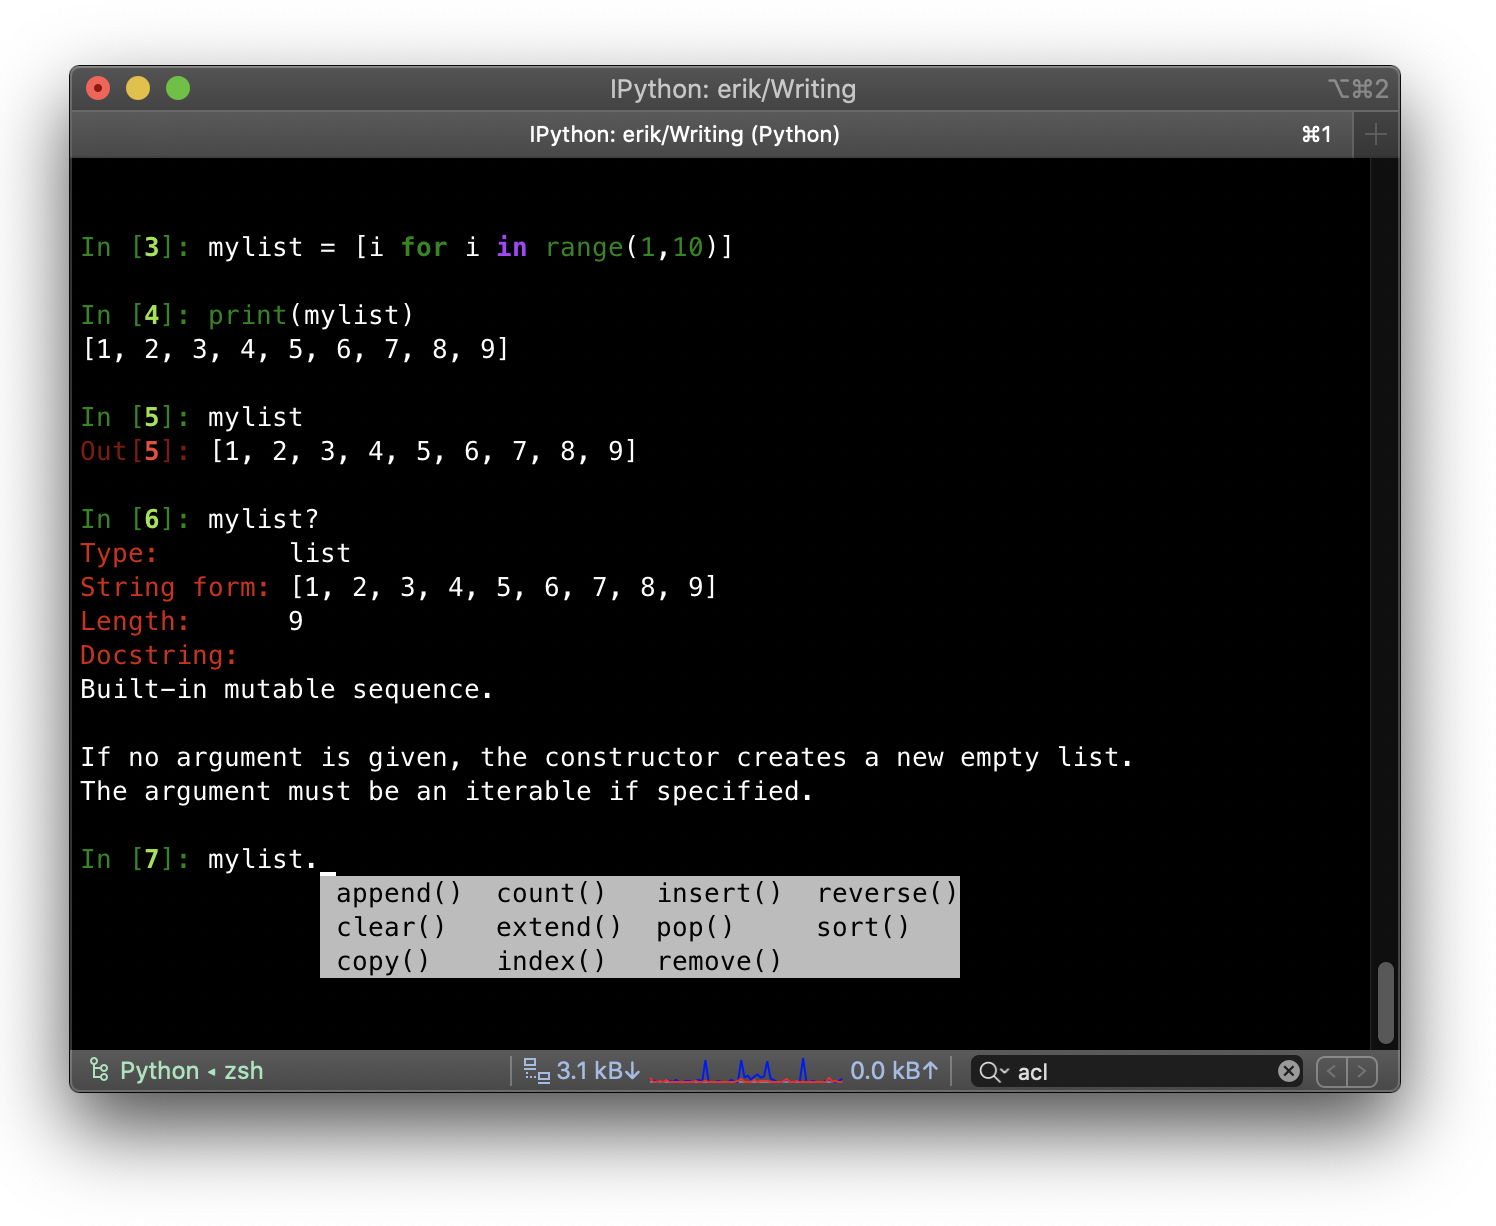 IPython: erik/Writing ⌥⌘2
IPython: erik/Writing (Python) ⌘1 +
In [3]: mylist = [i for i in range(1,10)]
In [4]: print(mylist)
[1, 2, 3, 4, 5, 6, 7, 8, 9]
In [5]: mylist
Out[5]: [1, 2, 3, 4, 5, 6, 7, 8, 9]
In [6]: mylist?
Type:        list
String form: [1, 2, 3, 4, 5, 6, 7, 8, 9]
Length:      9
Docstring:
Built-in mutable sequence.
If no argument is given, the constructor creates a new empty list.
The argument must be an iterable if specified.
In [7]: mylist.
append()  count()   insert()  reverse()
clear()   extend()  pop()     sort()
copy()    index()   remove()
Python ◂ zsh 3.1 kB↓ 0.0 kB↑ acl